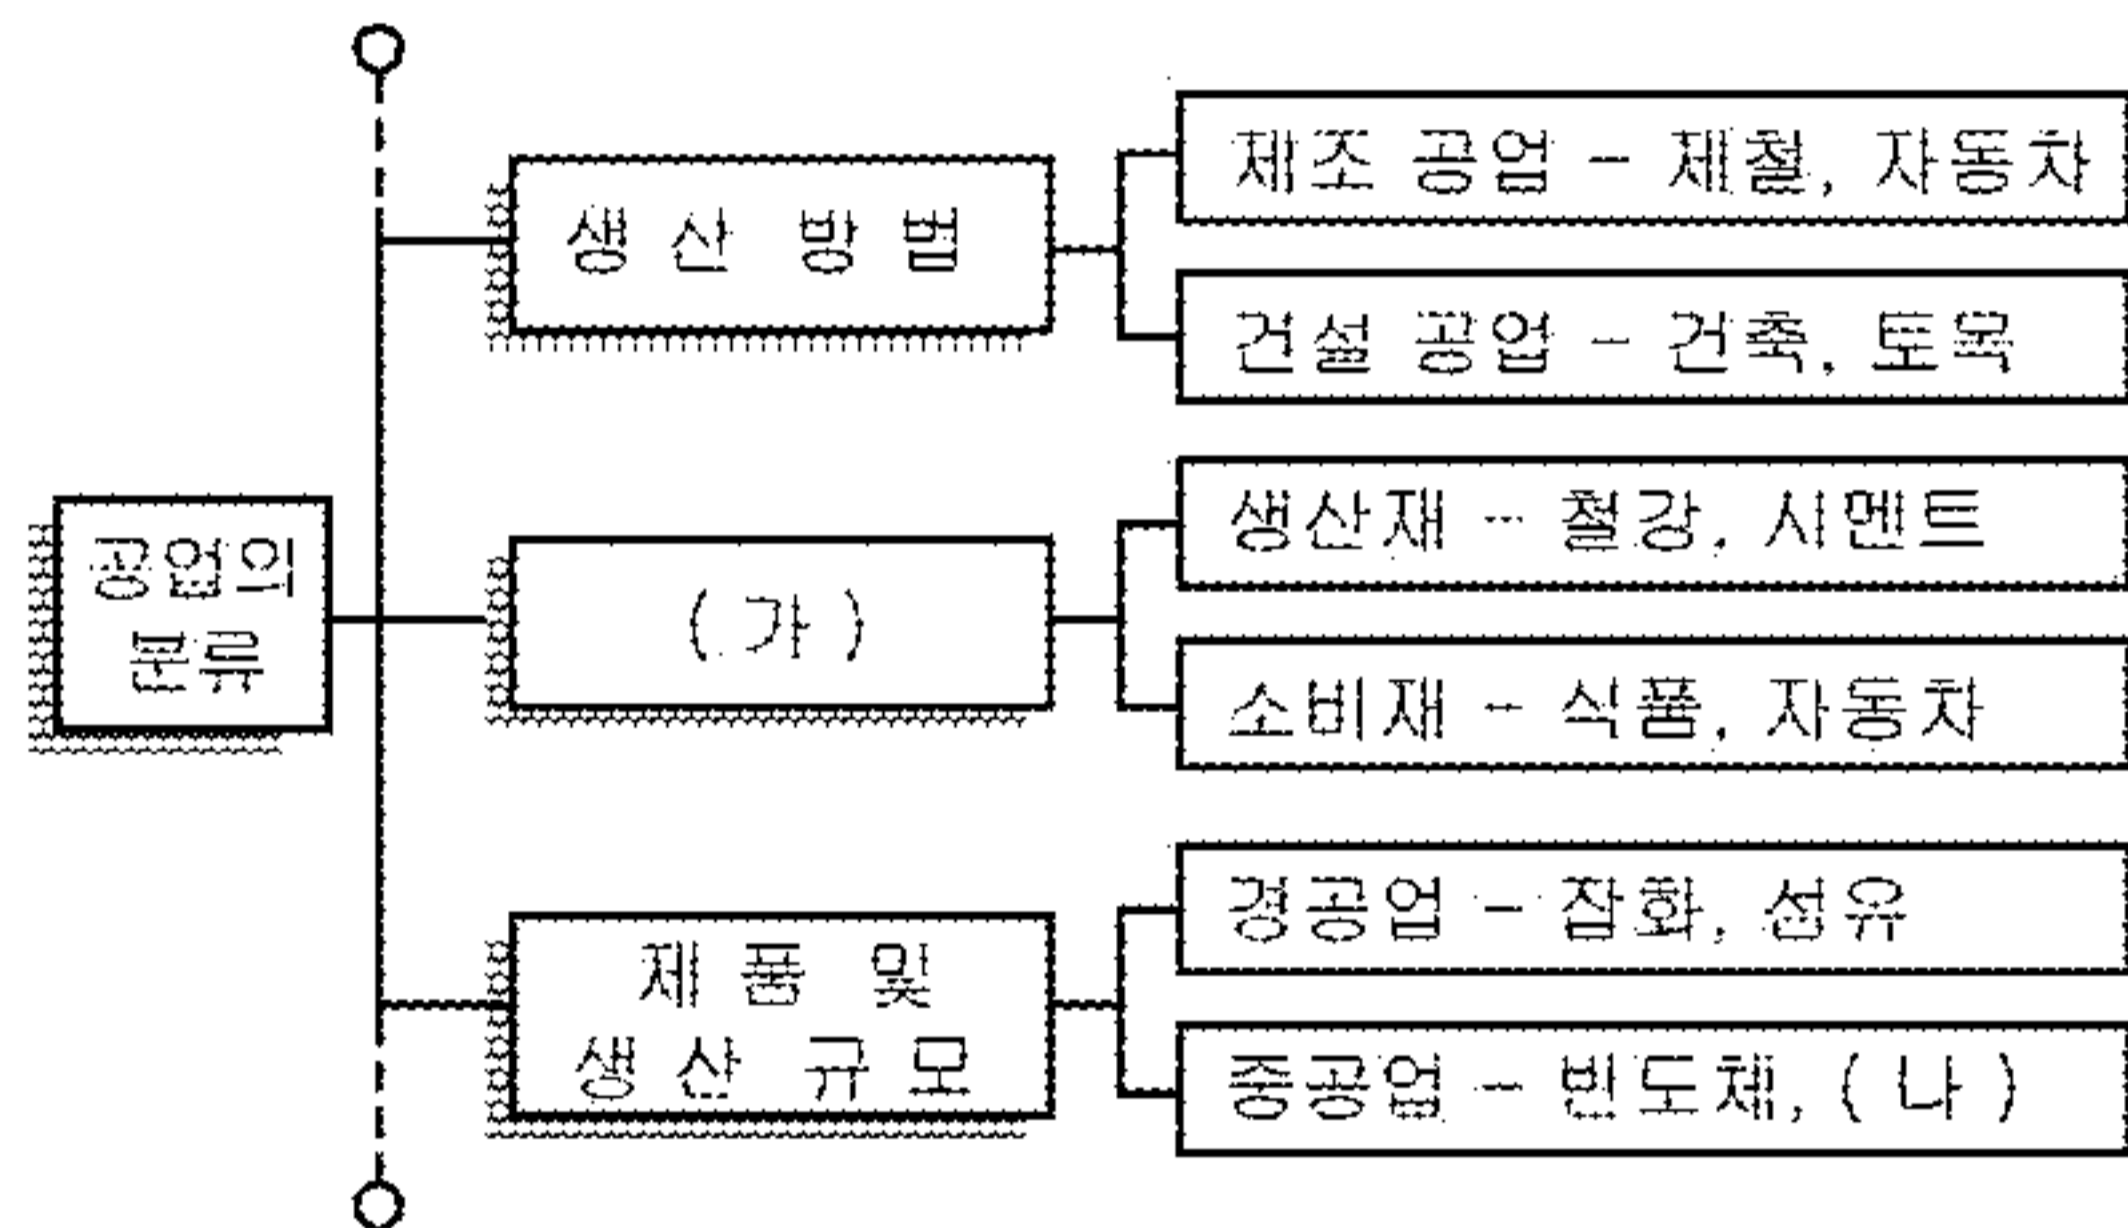 공업의
분류
생 산 방 법
제조 공업 - 제철, 자동차
건설 공업 - 건축, 토목
( 가 )
생산재 - 철강, 시멘트
소비재 - 식품, 자동차
제 품 및
생 산 규 모
경공업 - 잡화, 섬유
중공업 - 반도체, ( 나 )